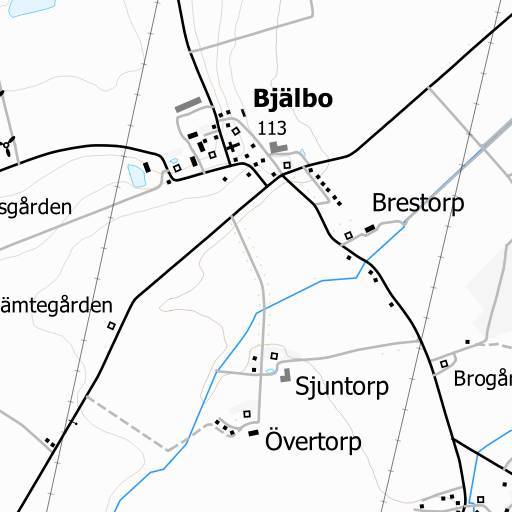 Bjälbo
113
sgården
Brestorp
ämtegården
Sjuntorp
Brogår
Övertorp